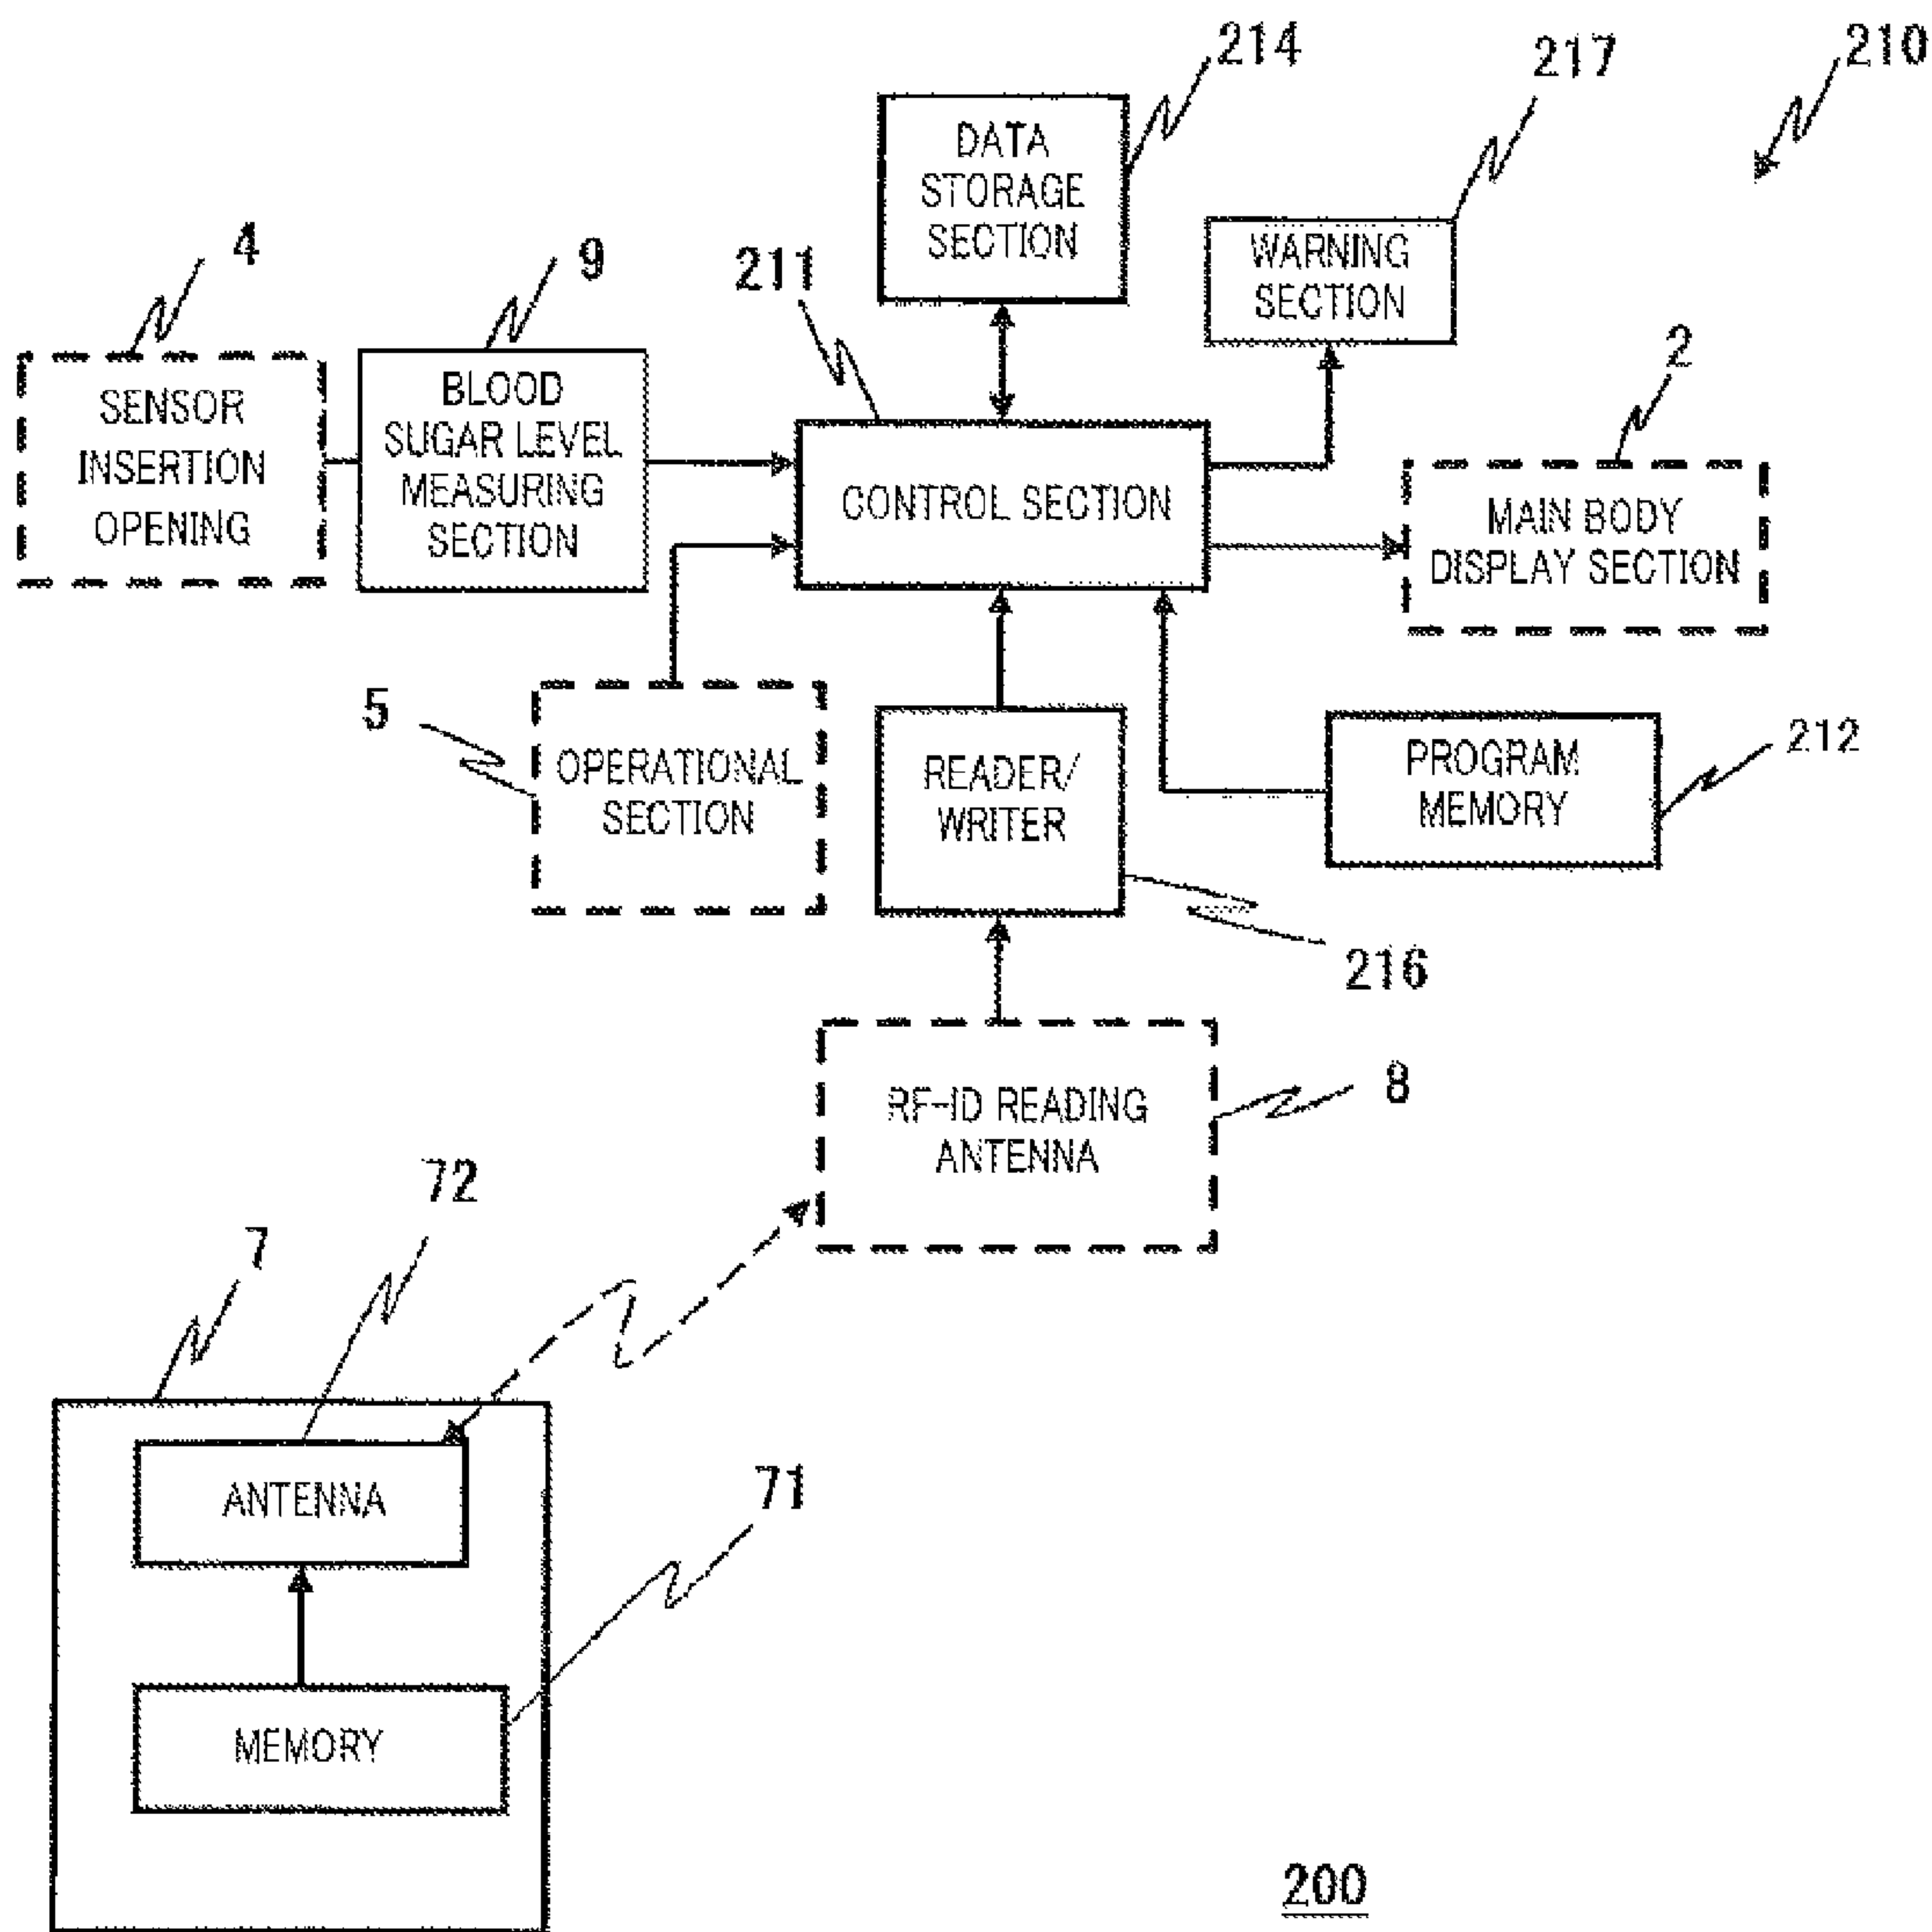 214
217
210
DATA
STORAGE
SECTION
4
9
211
WARNING
SECTION
2
SENSOR
INSERTION
OPENING
BLOOD
SUGAR LEVEL
MEASURING
SECTION
CONTROL SECTION
MAIN BODY
DISPLAY SECTION
5
OPERATIONAL
SECTION
READER/
WRITER
PROGRAM
MEMORY
212
216
RF-ID READING
ANTENNA
8
72
7
ANTENNA
71
MEMORY
200